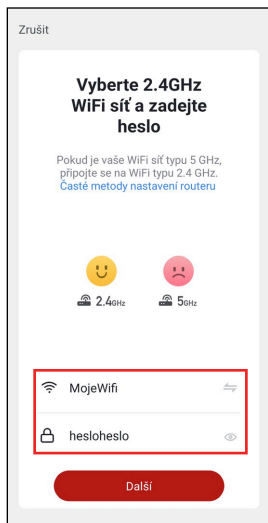 Zrušit
Vyberte 2.4GHz
WiFi síť a zadejte
heslo
Pokud je vaše WiFi síť typu 5 GHz,
připojte se na WiFi typu 2.4 GHz.
Časté metody nastavení routeru
2.4GHz
5GHz
MojeWifi
hesloheslo
Další